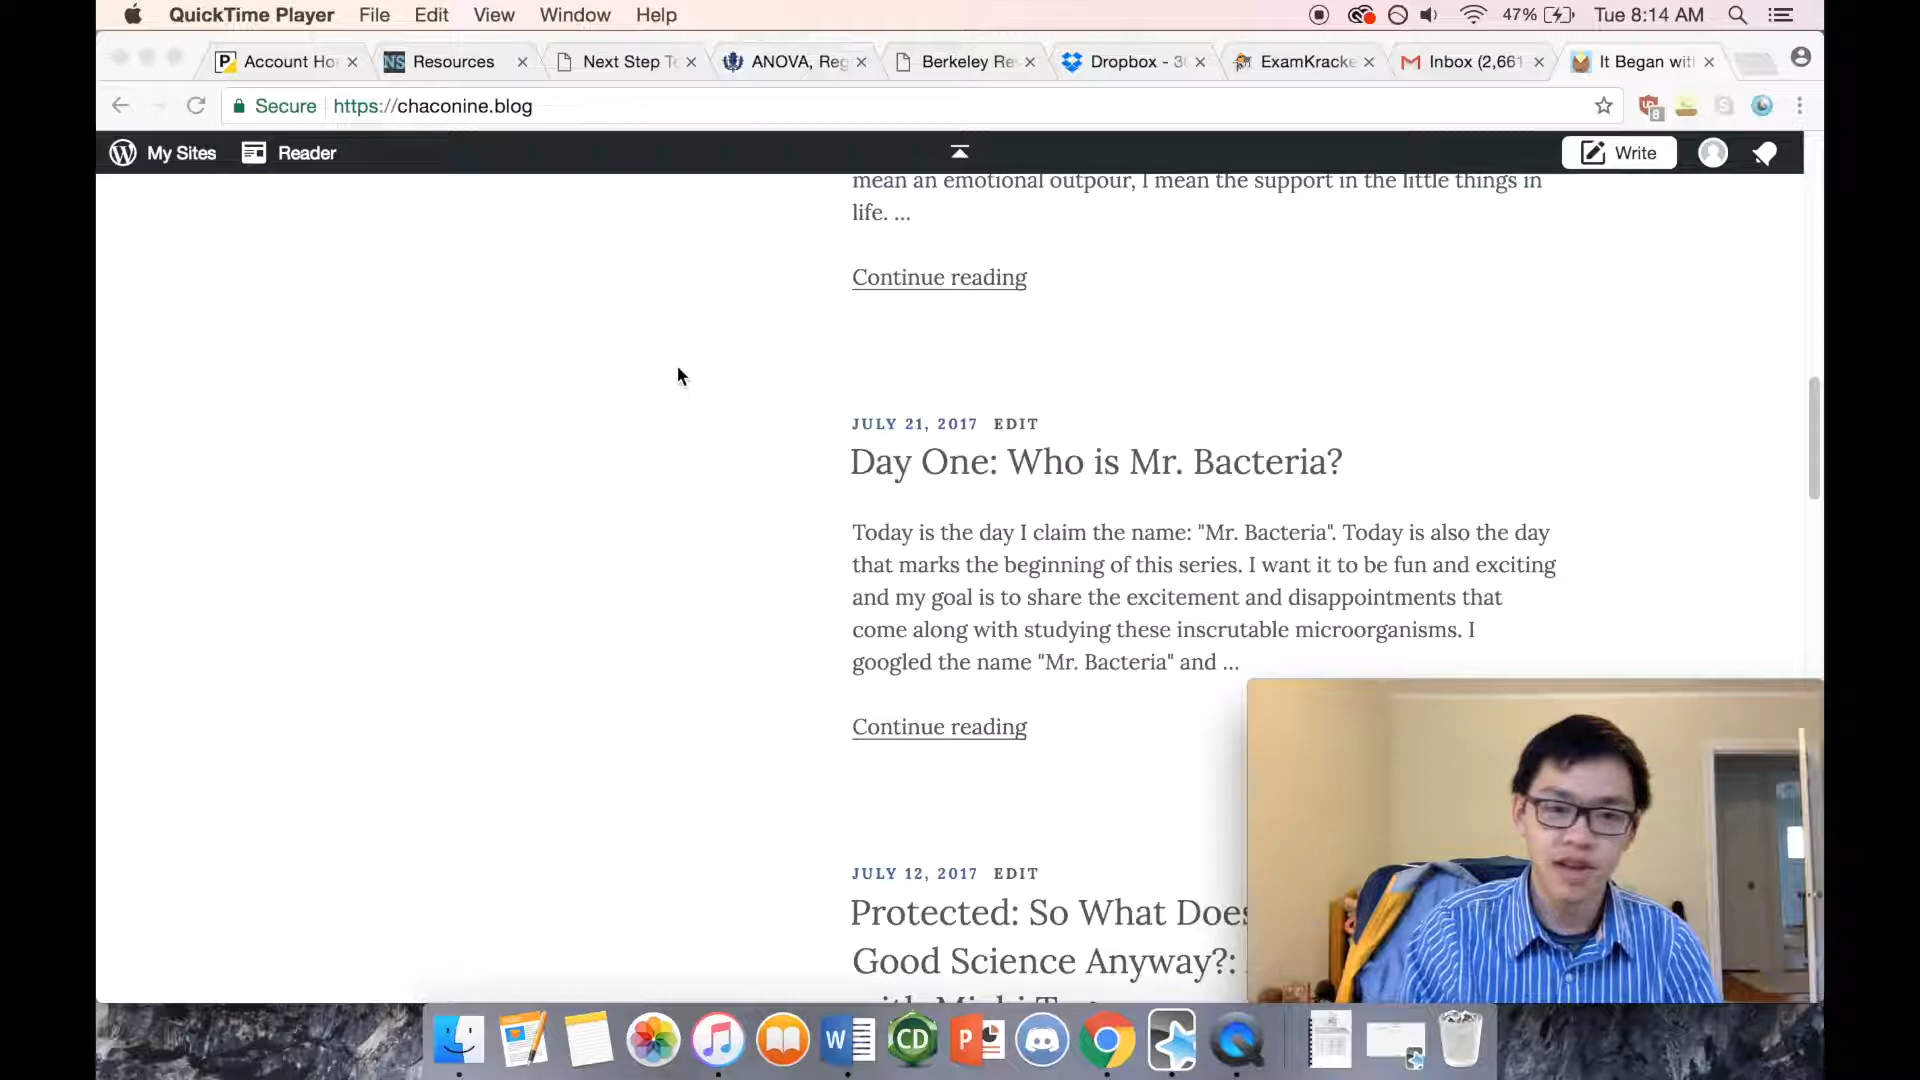 QuickTime Player File Edit View Window Help 47% Tue 8:14 AM
Account Ho Resources Next Step Te ANOVA, Reg Berkeley Re Dropbox - 30 ExamKracke Inbox (2,661 It Began wit
Secure https://chaconine.blog
My Sites Reader Write
mean an emotional outpour, I mean the support in the little things in
life. ...
Continue reading
JULY 21, 2017 EDIT
Day One: Who is Mr. Bacteria?
Today is the day I claim the name: "Mr. Bacteria". Today is also the day
that marks the beginning of this series. I want it to be fun and exciting
and my goal is to share the excitement and disappointments that
come along with studying these inscrutable microorganisms. I
googled the name "Mr. Bacteria" and ...
Continue reading
JULY 12, 2017 EDIT
Protected: So What Does
Good Science Anyway?: